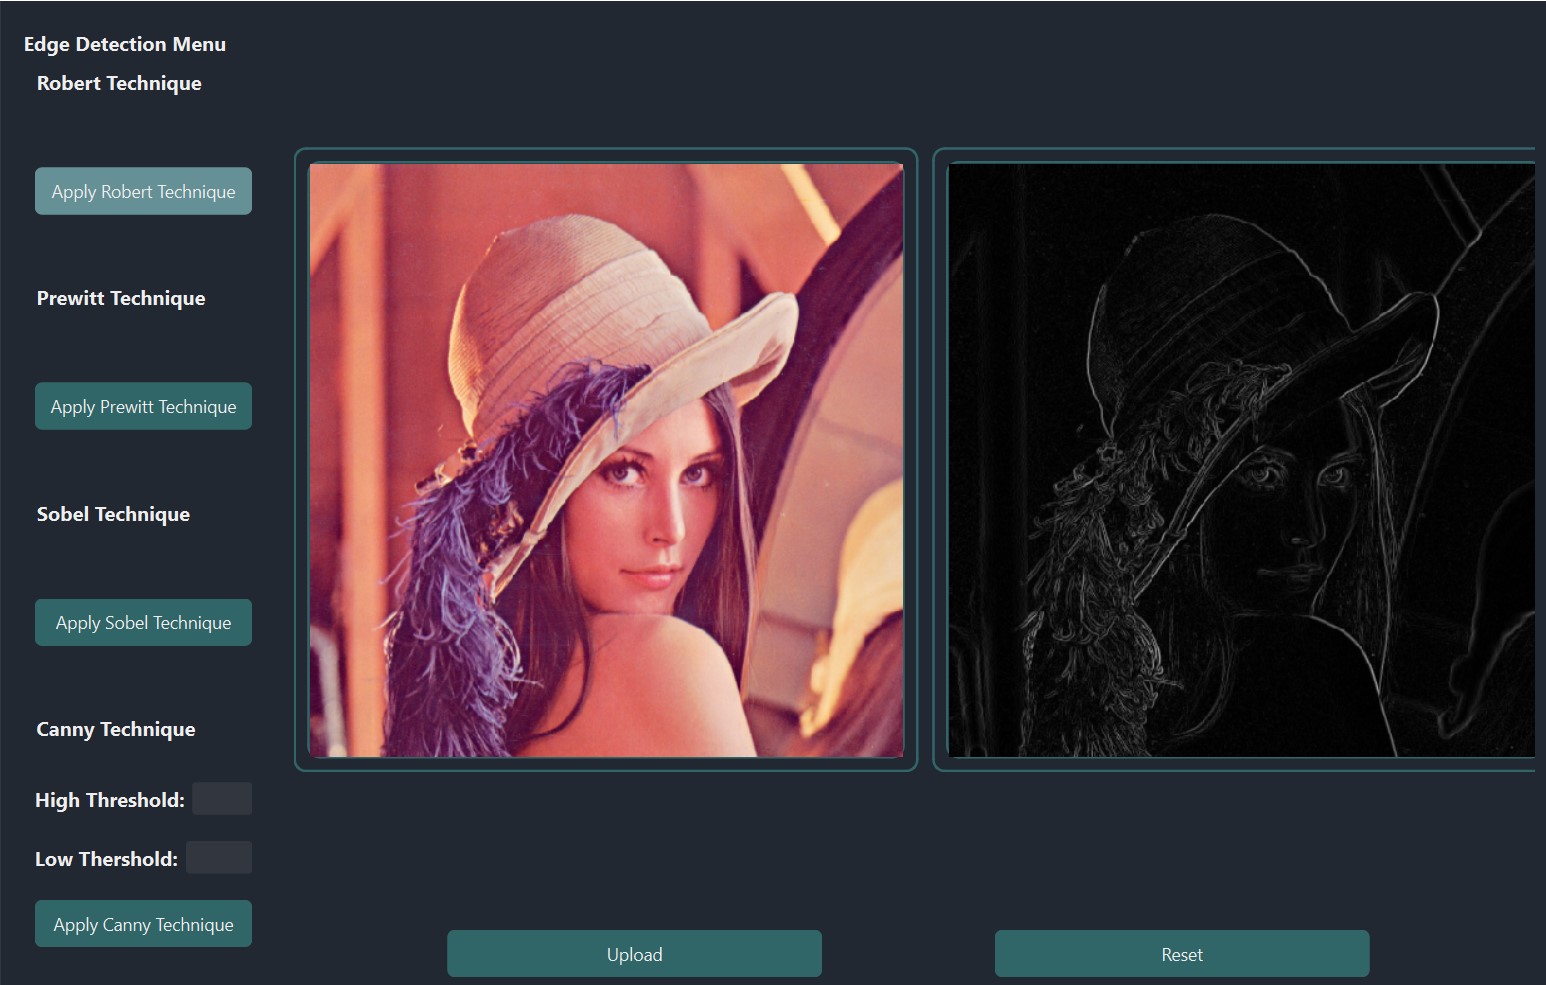 Edge Detection Menu
Robert Technique
Apply Robert Technique
Prewitt Technique
Apply Prewitt Technique
Sobel Technique
Apply Sobel Technique
Canny Technique
High Threshold:
Low Thershold:
Apply Canny Technique
Upload
Reset